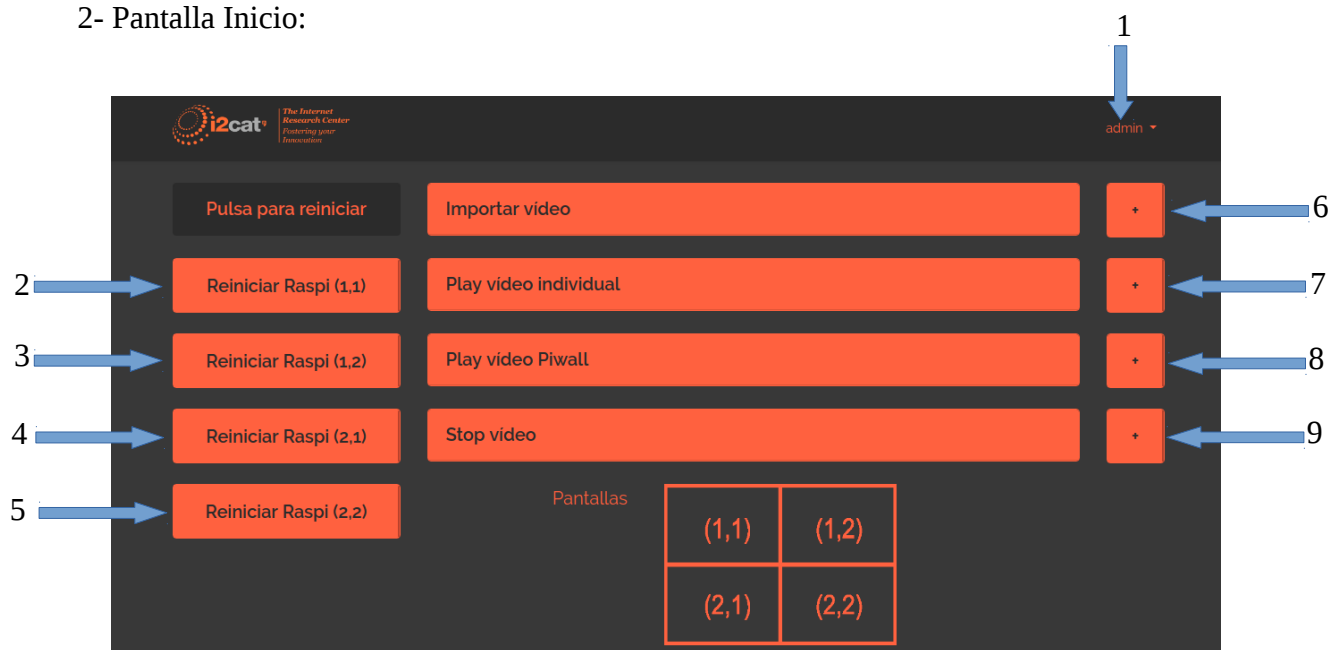 2- Pantalla Inicio:
1
i2cat
The Internet
Research Center
Fostering your
Innovation
admin
Pulsa para reiniciar
Importar vídeo
+
6
2
Reiniciar Raspi (1,1)
Play vídeo individual
+
7
3
Reiniciar Raspi (1,2)
Play vídeo Piwall
+
8
4
Reiniciar Raspi (2,1)
Stop vídeo
+
9
5
Reiniciar Raspi (2,2)
Pantallas
(1,1) (1,2)
(2,1) (2,2)